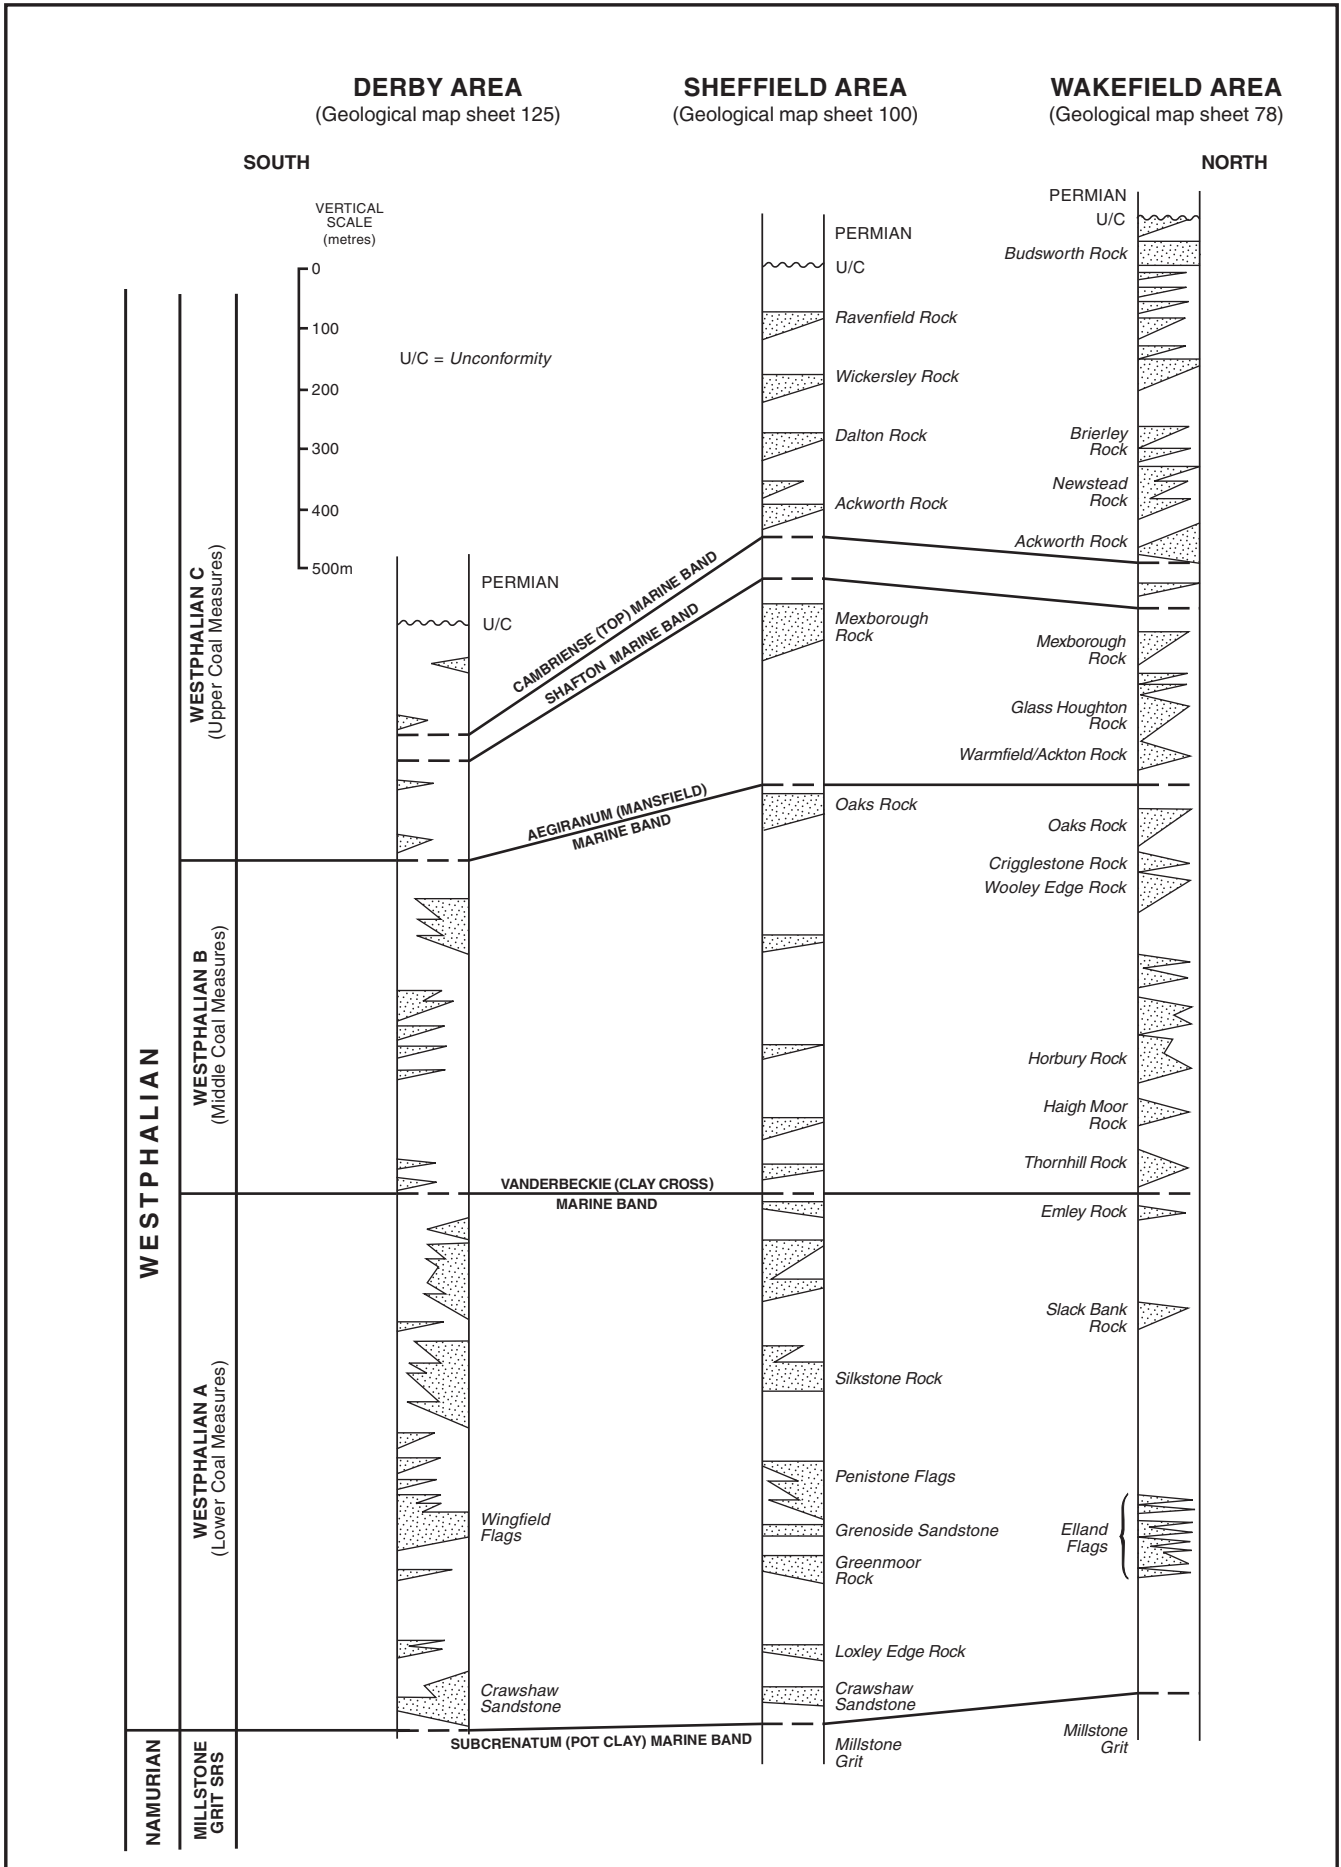 DERBY AREA
(Geological map sheet 125)
SHEFFIELD AREA
(Geological map sheet 100)
WAKEFIELD AREA
(Geological map sheet 78)
SOUTH
NORTH
VERTICAL
SCALE
(metres)
0
100
200
300
400
500m
U/C = Unconformity
WESTPHALIAN
NAMURIAN
WESTPHALIAN C
(Upper Coal Measures)
WESTPHALIAN B
(Middle Coal Measures)
WESTPHALIAN A
(Lower Coal Measures)
MILLSTONE
GRIT SRS
PERMIAN
U/C
Wingfield
Flags
Crawshaw
Sandstone
CAMBRIENSE (TOP) MARINE BAND
SHAFTON MARINE BAND
AEGIRANUM (MANSFIELD)
MARINE BAND
VANDERBECKIE (CLAY CROSS)
MARINE BAND
SUBCRENATUM (POT CLAY) MARINE BAND
PERMIAN
U/C
Ravenfield Rock
Wickersley Rock
Dalton Rock
Ackworth Rock
Mexborough
Rock
Oaks Rock
Silkstone Rock
Penistone Flags
Grenoside Sandstone
Greenmoor
Rock
Loxley Edge Rock
Crawshaw
Sandstone
Millstone
Grit
PERMIAN
U/C
Budsworth Rock
Brierley
Rock
Newstead
Rock
Ackworth Rock
Mexborough
Rock
Glass Houghton
Rock
Warmfield/Ackton Rock
Oaks Rock
Crigglestone Rock
Wooley Edge Rock
Horbury Rock
Haigh Moor
Rock
Thornhill Rock
Emley Rock
Slack Bank
Rock
Elland
Flags
Millstone
Grit